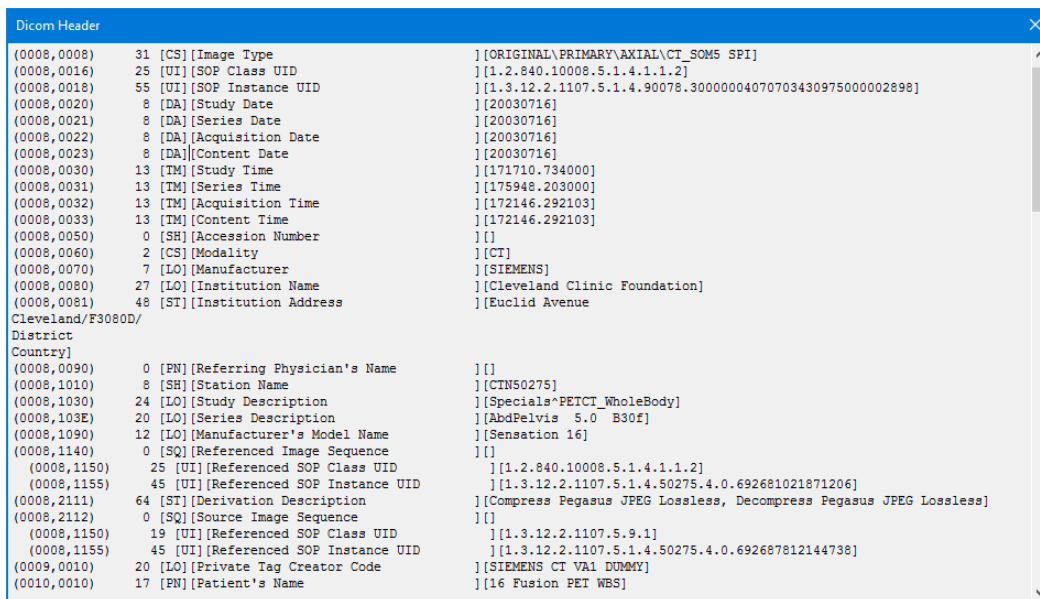 Dicom Header
(0008,0008) 31 [CS][Image Type ][ORIGINAL\PRIMARY\AXIAL\CT_SOM5 SPI]
(0008,0016) 25 [UI][SOP Class UID ][1.2.840.10008.5.1.4.1.1.2]
(0008,0018) 55 [UI][SOP Instance UID ][1.3.12.2.1107.5.1.4.90078.30000004070703430975000002898]
(0008,0020) 8 [DA][Study Date ][20030716]
(0008,0021) 8 [DA][Series Date ][20030716]
(0008,0022) 8 [DA][Acquisition Date ][20030716]
(0008,0023) 8 [DA][Content Date ][20030716]
(0008,0030) 13 [TM][Study Time ][171710.734000]
(0008,0031) 13 [TM][Series Time ][175948.203000]
(0008,0032) 13 [TM][Acquisition Time ][172146.292103]
(0008,0033) 13 [TM][Content Time ][172146.292103]
(0008,0050) 0 [SH][Accession Number ][]
(0008,0060) 2 [CS][Modality ][CT]
(0008,0070) 7 [LO][Manufacturer ][SIEMENS]
(0008,0080) 27 [LO][Institution Name ][Cleveland Clinic Foundation]
(0008,0081) 48 [ST][Institution Address ][Euclid Avenue
Cleveland/F3080D/
District
Country]
(0008,0090) 0 [PN][Referring Physician's Name ][]
(0008,1010) 8 [SH][Station Name ][CTN50275]
(0008,1030) 24 [LO][Study Description ][Specials^PETCT_WholeBody]
(0008,103E) 20 [LO][Series Description ][AbdPelvis 5.0 B30f]
(0008,1090) 12 [LO][Manufacturer's Model Name ][Sensation 16]
(0008,1140) 0 [SQ][Referenced Image Sequence ][]
(0008,1150) 25 [UI][Referenced SOP Class UID ][1.2.840.10008.5.1.4.1.1.2]
(0008,1155) 45 [UI][Referenced SOP Instance UID ][1.3.12.2.1107.5.1.4.50275.4.0.692681021871206]
(0008,2111) 64 [ST][Derivation Description ][Compress Pegasus JPEG Lossless, Decompress Pegasus JPEG Lossless]
(0008,2112) 0 [SQ][Source Image Sequence ][]
(0008,1150) 19 [UI][Referenced SOP Class UID ][1.3.12.2.1107.5.9.1]
(0008,1155) 45 [UI][Referenced SOP Instance UID ][1.3.12.2.1107.5.1.4.50275.4.0.692687812144738]
(0009,0010) 20 [LO][Private Tag Creator Code ][SIEMENS CT VA1 DUMMY]
(0010,0010) 17 [PN][Patient's Name ][16 Fusion PET WBS]